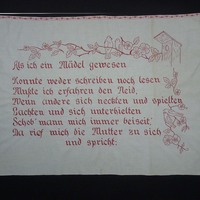 Als ich ein Mädel gewesen
Konnte weder schreiben noch lesen
Mußte ich erfahren den Neid,
Wenn andere sich neckten und spielten
Lachten und sich unterhielten
Schob' mann mich immer beiseit,
Da rief mich die Mutter zu sich
und spricht: